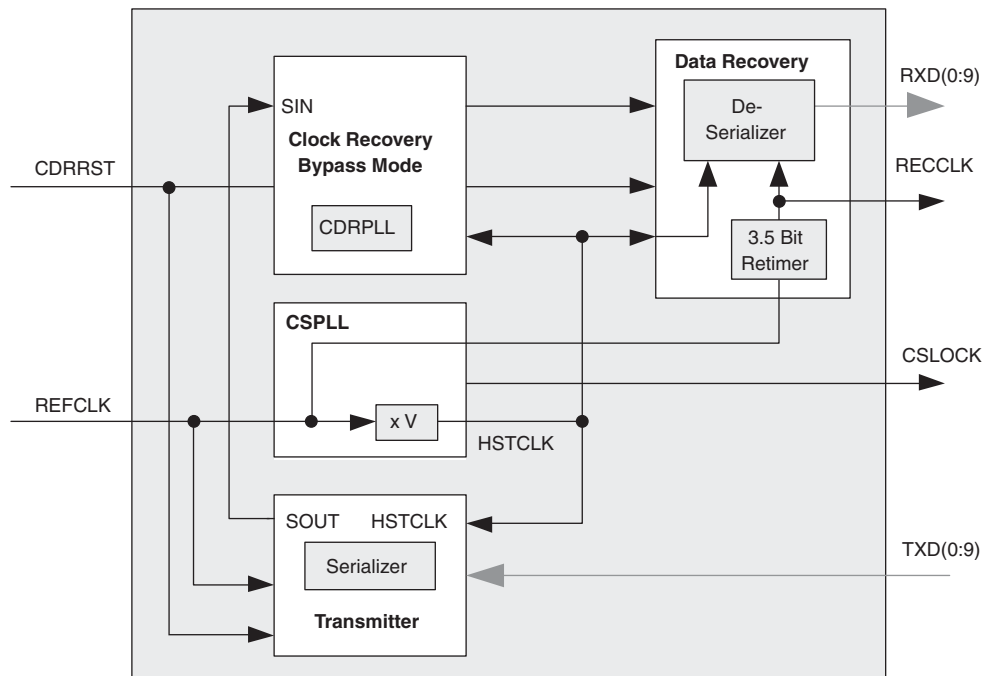 Data Recovery
RXD(0:9)
SIN
De-
Serializer
Clock Recovery
Bypass Mode
CDRRST
RECCLK
CDRPLL
3.5 Bit
Retimer
CSPLL
CSLOCK
REFCLK
x V
HSTCLK
SOUT
HSTCLK
TXD(0:9)
Serializer
Transmitter